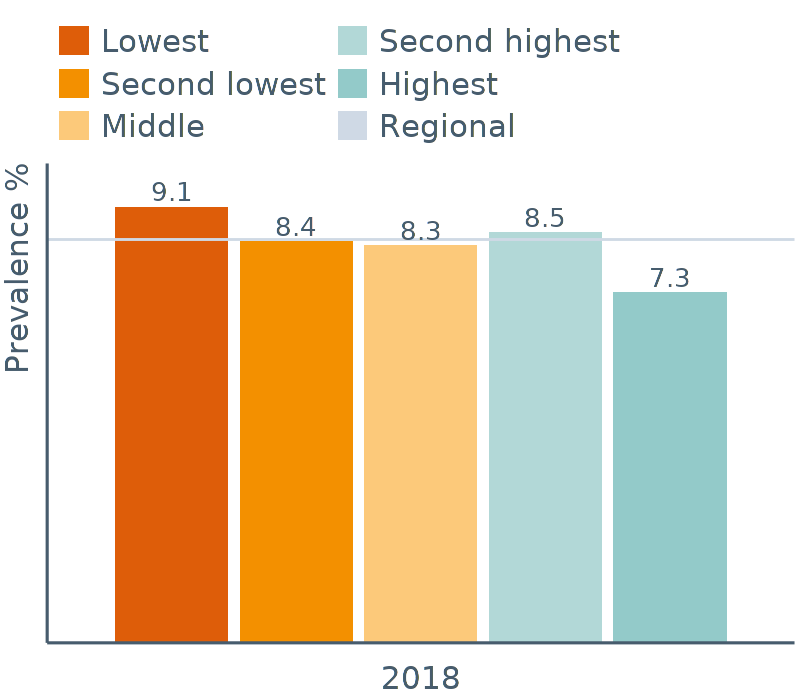 Lowest
Second highest
Second lowest
Highest
Middle
Regional
Prevalence %
9.1
8.4
8.3
8.5
7.3
2018